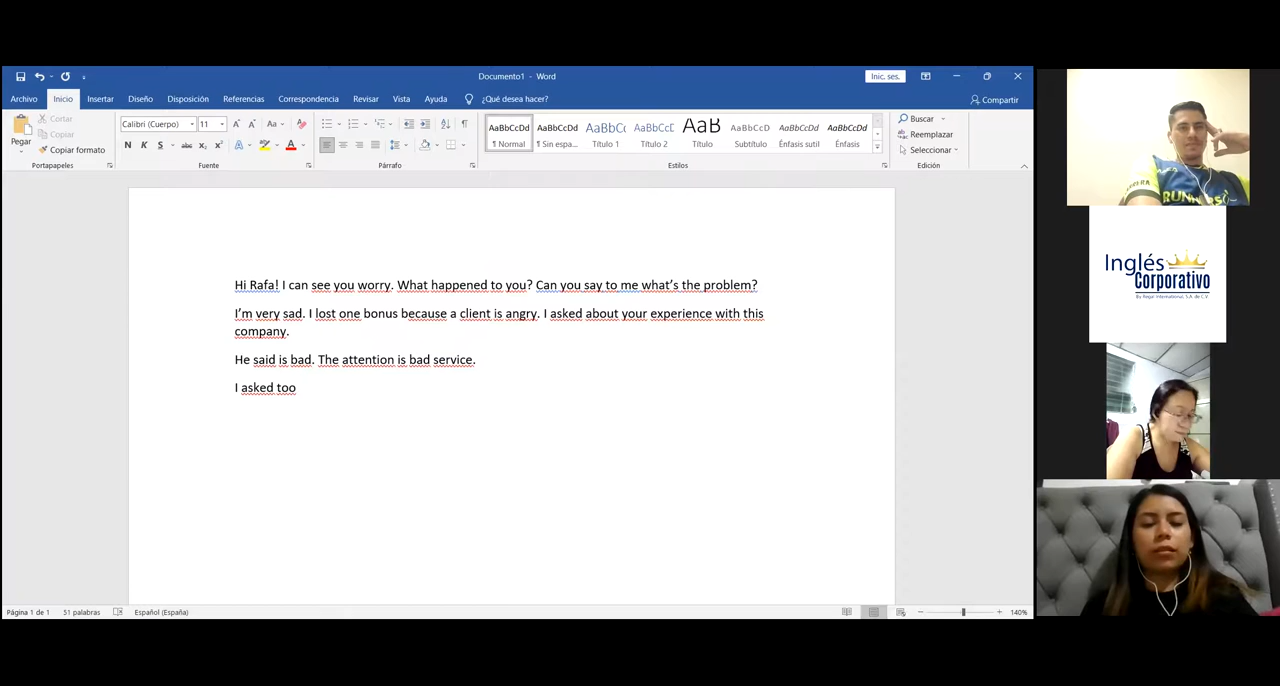 Documento1 - Word
Inic. ses.
Archivo Inicio Insertar Diseño Disposición Referencias Correspondencia Revisar Vista Ayuda ¿Qué desea hacer? Compartir
Pegar
Cortar
Copiar
Copiar formato
Portapapeles
Calibri (Cuerpo) 11
Fuente
Párrafo
AaBbCcDd AaBbCcDd AaBbCc AaBbCcC AaB AaBbCcD AaBbCcDd AaBbCcDd
¶ Normal ¶ Sin espa... Título 1 Título 2 Título Subtítulo Énfasis sutil Énfasis
Estilos
Buscar
Reemplazar
Seleccionar
Edición
Hi Rafa! I can see you worry. What happened to you? Can you say to me what's the problem?
I'm very sad. I lost one bonus because a client is angry. I asked about your experience with this
company.
He said is bad. The attention is bad service.
I asked too
Página 1 de 1 51 palabras Español (España) 140%
Inglés
Corporativo
By Regal International, S.A. de C.V.